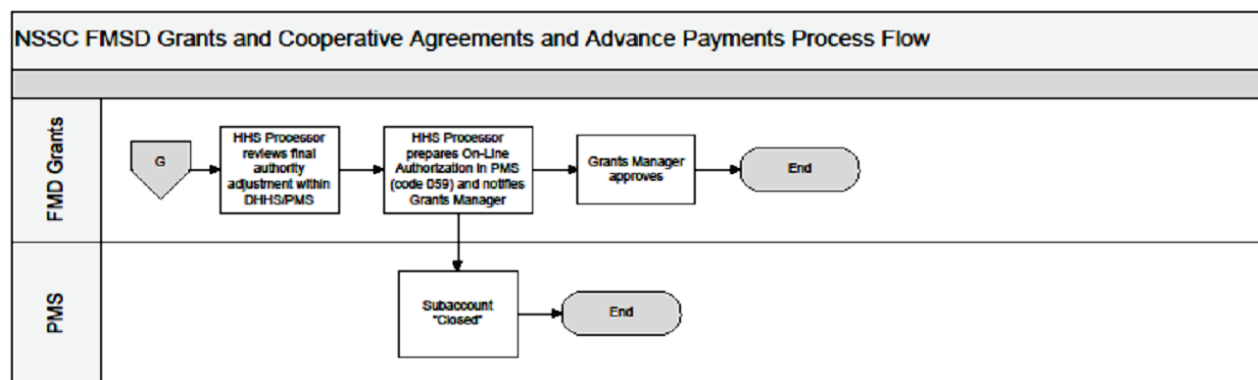 NSSC FMSD Grants and Cooperative Agreements and Advance Payments Process Flow
FMD Grants
G
HHS Processor
reviews final
authority
adjustment within
DHHS/PMS
HHS Processor
prepares On-Line
Authorization in PMS
(code 059) and notifies
Grants Manager
Grants Manager
approves
End
PMS
Subaccount
"Closed"
End